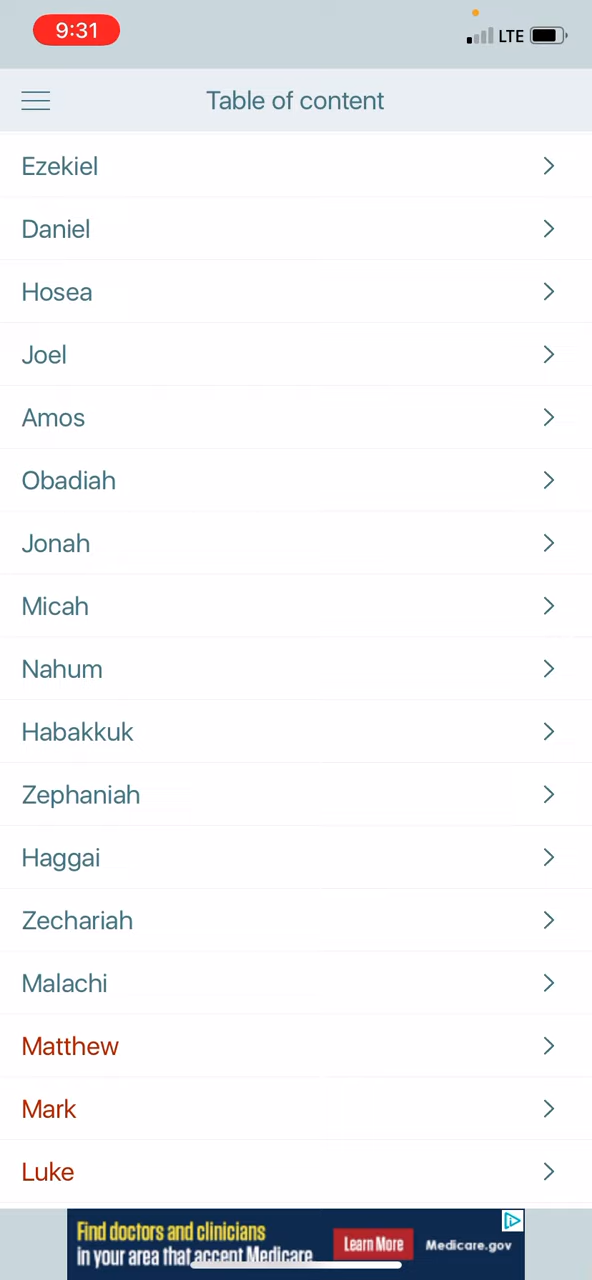 9:31
LTE
Table of content
Ezekiel
Daniel
Hosea
Joel
Amos
Obadiah
Jonah
Micah
Nahum
Habakkuk
Zephaniah
Haggai
Zechariah
Malachi
Matthew
Mark
Luke
Find doctors and clinicians
in your area that accept Medicare.
Learn More
Medicare.gov